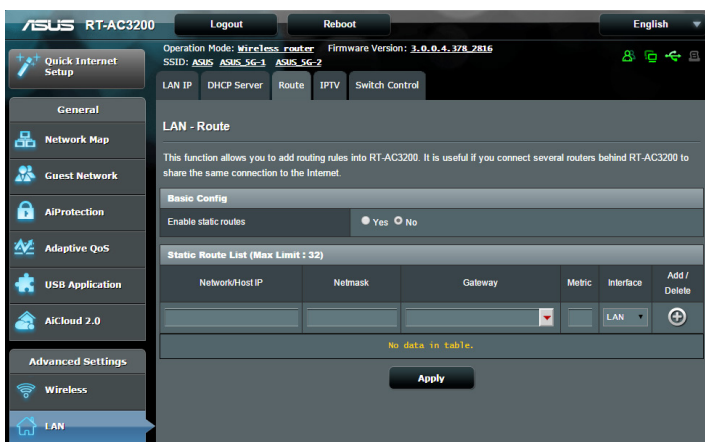 ASUS RT-AC3200
Logout
Reboot
English
Quick Internet Setup
Operation Mode: Wireless router Firmware Version: 3.0.0.4.378_2816
SSID: ASUS ASUS_5G-1 ASUS_5G-2
LAN IP
DHCP Server
Route
IPTV
Switch Control
General
Network Map
Guest Network
AiProtection
Adaptive QoS
USB Application
AiCloud 2.0
Advanced Settings
Wireless
LAN
LAN - Route
This function allows you to add routing rules into RT-AC3200. It is useful if you connect several routers behind RT-AC3200 to
share the same connection to the Internet.
Basic Config
Enable static routes
Yes No
Static Route List (Max Limit : 32)
Network/Host IP
Netmask
Gateway
Metric
Interface
Add / Delete
LAN
No data in table.
Apply